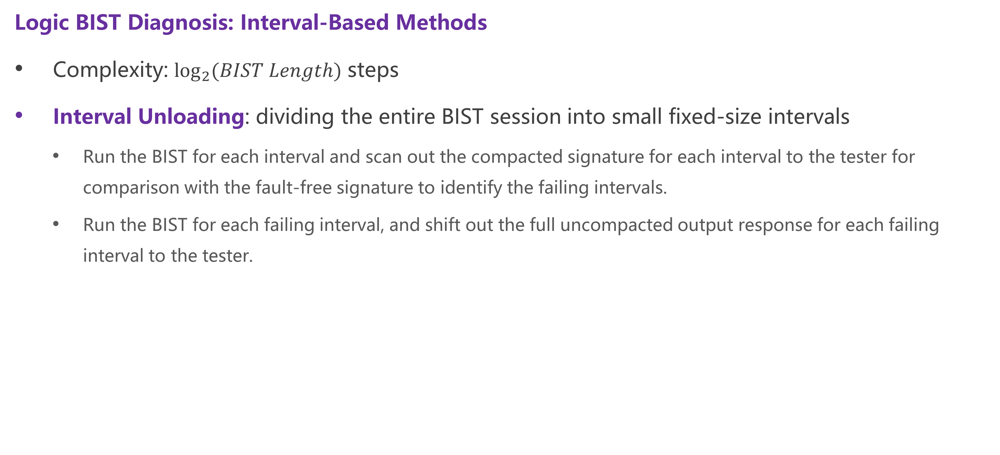 Logic BIST Diagnosis: Interval-Based Methods
• Complexity: log₂(BIST Length) steps
• Interval Unloading: dividing the entire BIST session into small fixed-size intervals
• Run the BIST for each interval and scan out the compacted signature for each interval to the tester for
comparison with the fault-free signature to identify the failing intervals.
• Run the BIST for each failing interval, and shift out the full uncompacted output response for each failing
interval to the tester.